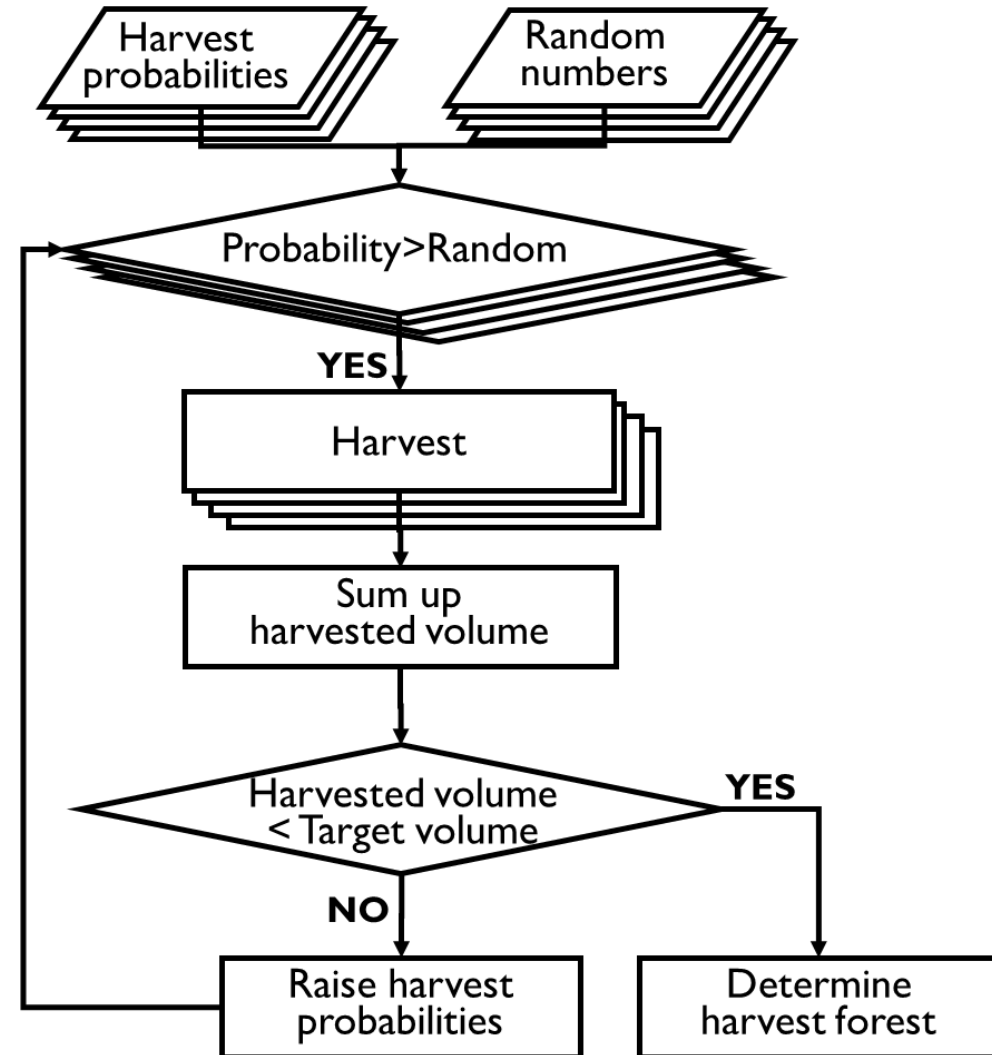 Harvest
probabilities
Random
numbers
Probability>Random
YES
Harvest
Sum up
harvested volume
Harvested volume
< Target volume
YES
NO
Raise harvest
probabilities
Determine
harvest forest